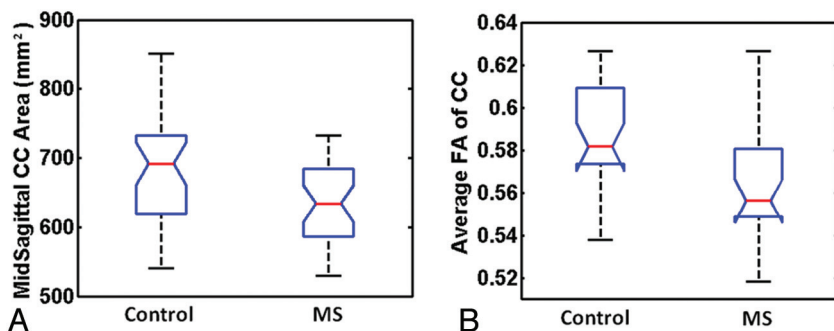 MidSagittal CC Area (mm²)
900
800
700
600
500
Control
MS
A
Average FA of CC
0.64
0.62
0.6
0.58
0.56
0.54
0.52
Control
MS
B